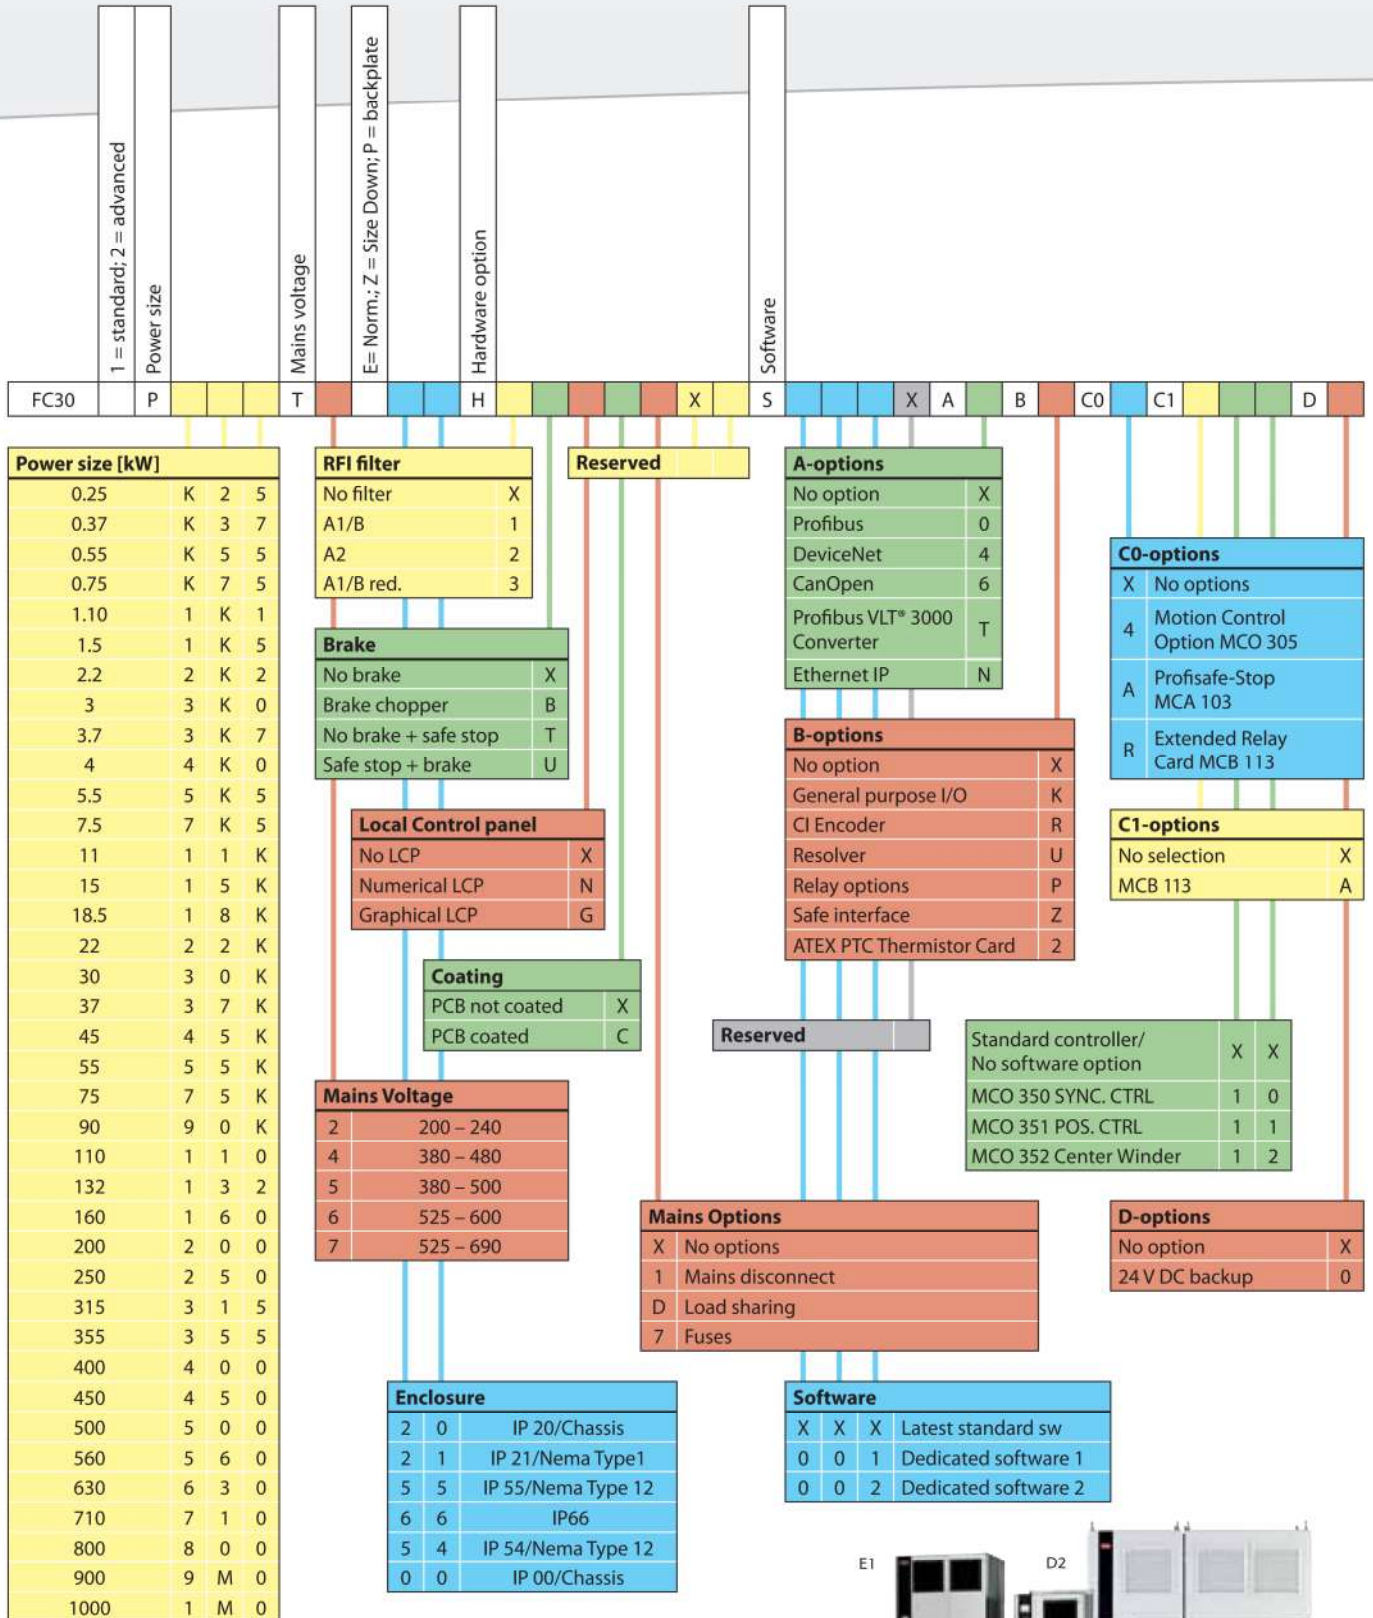 1 = standard; 2 = advanced
Power size
Mains voltage
E= Norm.; Z = Size Down; P = backplate
Hardware option
Software
FC30 P T H X S X A B C0 C1 D
Power size [kW]
0.25 K 2 5
0.37 K 3 7
0.55 K 5 5
0.75 K 7 5
1.10 1 K 1
1.5 1 K 5
2.2 2 K 2
3 3 K 0
3.7 3 K 7
4 4 K 0
5.5 5 K 5
7.5 7 K 5
11 1 1 K
15 1 5 K
18.5 1 8 K
22 2 2 K
30 3 0 K
37 3 7 K
45 4 5 K
55 5 5 K
75 7 5 K
90 9 0 K
110 1 1 0
132 1 3 2
160 1 6 0
200 2 0 0
250 2 5 0
315 3 1 5
355 3 5 5
400 4 0 0
450 4 5 0
500 5 0 0
560 5 6 0
630 6 3 0
710 7 1 0
800 8 0 0
900 9 M 0
1000 1 M 0
RFI filter
No filter X
A1/B 1
A2 2
A1/B red. 3
Brake
No brake X
Brake chopper B
No brake + safe stop T
Safe stop + brake U
Local Control panel
No LCP X
Numerical LCP N
Graphical LCP G
Coating
PCB not coated X
PCB coated C
Mains Voltage
2 200 – 240
4 380 – 480
5 380 – 500
6 525 – 600
7 525 – 690
Enclosure
2 0 IP 20/Chassis
2 1 IP 21/Nema Type1
5 5 IP 55/Nema Type 12
6 6 IP66
5 4 IP 54/Nema Type 12
0 0 IP 00/Chassis
Reserved
Mains Options
X No options
1 Mains disconnect
D Load sharing
7 Fuses
A-options
No option X
Profibus 0
DeviceNet 4
CanOpen 6
Profibus VLT® 3000
Converter T
Ethernet IP N
B-options
No option X
General purpose I/O K
CI Encoder R
Resolver U
Relay options P
Safe interface Z
ATEX PTC Thermistor Card 2
Reserved
Software
X X X Latest standard sw
0 0 1 Dedicated software 1
0 0 2 Dedicated software 2
C0-options
X No options
4 Motion Control
Option MCO 305
A Profisafe-Stop
MCA 103
R Extended Relay
Card MCB 113
C1-options
No selection X
MCB 113 A
Standard controller/
No software option X X
MCO 350 SYNC. CTRL 1 0
MCO 351 POS. CTRL 1 1
MCO 352 Center Winder 1 2
D-options
No option X
24 V DC backup 0
E1
D2